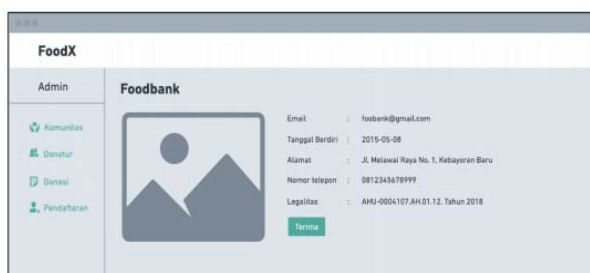 FoodX
Admin
Komunitas
Donatur
Donasi
Pendaftaran
Foodbank
Email : foobank@gmail.com
Tanggal Berdiri : 2015-05-08
Alamat : Jl. Melawai Raya No. 1, Kebayoran Baru
Nomor telepon : 0812345678999
Legalitas : AHU-0004107.AH.01.12. Tahun 2018
Terima